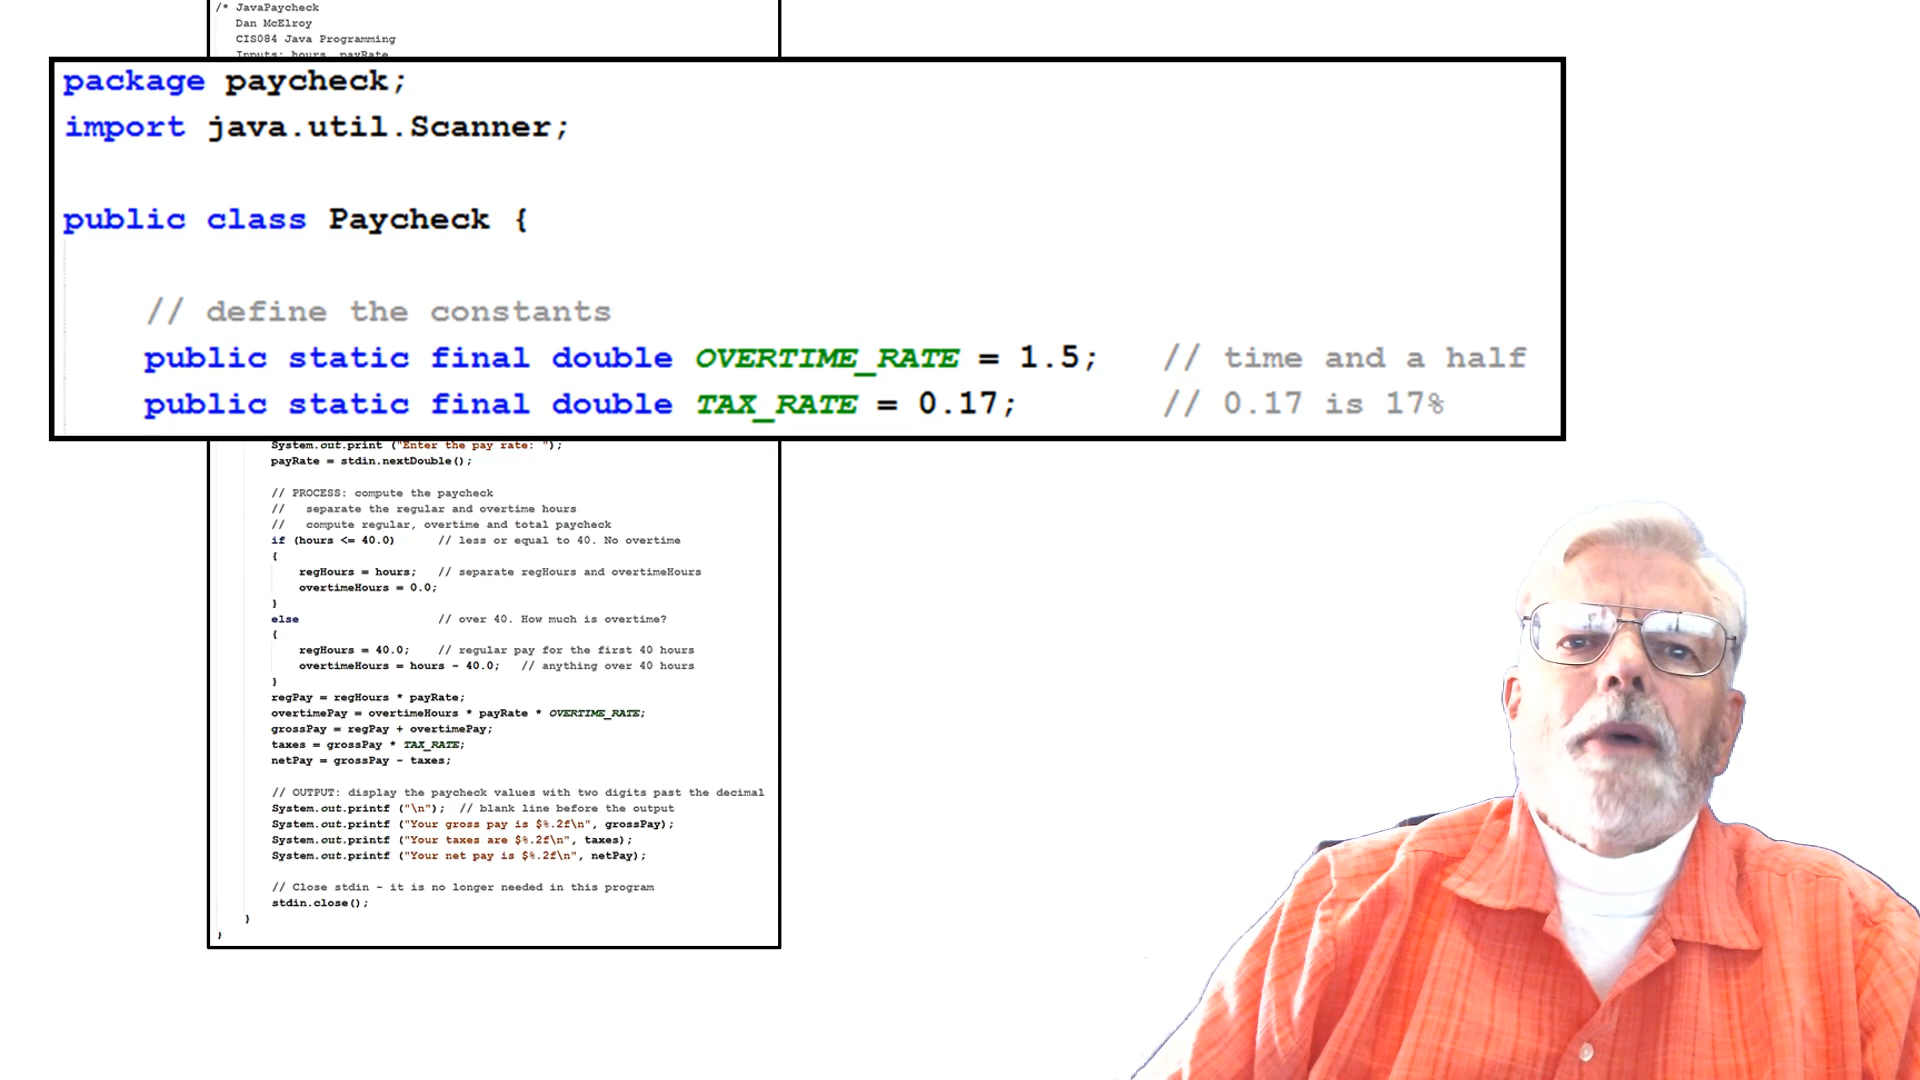 /* JavaPaycheck
Dan McElroy
CIS084 Java Programming
Inputs: hours, payRate
package paycheck;
import java.util.Scanner;
public class Paycheck {
// define the constants
public static final double OVERTIME_RATE = 1.5; // time and a half
public static final double TAX_RATE = 0.17; // 0.17 is 17%
System.out.print ("Enter the pay rate: ");
payRate = stdin.nextDouble();
// PROCESS: compute the paycheck
// separate the regular and overtime hours
// compute regular, overtime and total paycheck
if (hours <= 40.0) // less or equal to 40. No overtime
{
regHours = hours; // separate regHours and overtimeHours
overtimeHours = 0.0;
}
else // over 40. How much is overtime?
{
regHours = 40.0; // regular pay for the first 40 hours
overtimeHours = hours - 40.0; // anything over 40 hours
}
regPay = regHours * payRate;
overtimePay = overtimeHours * payRate * OVERTIME_RATE;
grossPay = regPay + overtimePay;
taxes = grossPay * TAX_RATE;
netPay = grossPay - taxes;
// OUTPUT: display the paycheck values with two digits past the decimal
System.out.printf ("\n"); // blank line before the output
System.out.printf ("Your gross pay is $%.2f\n", grossPay);
System.out.printf ("Your taxes are $%.2f\n", taxes);
System.out.printf ("Your net pay is $%.2f\n", netPay);
// Close stdin - it is no longer needed in this program
stdin.close();
}
}